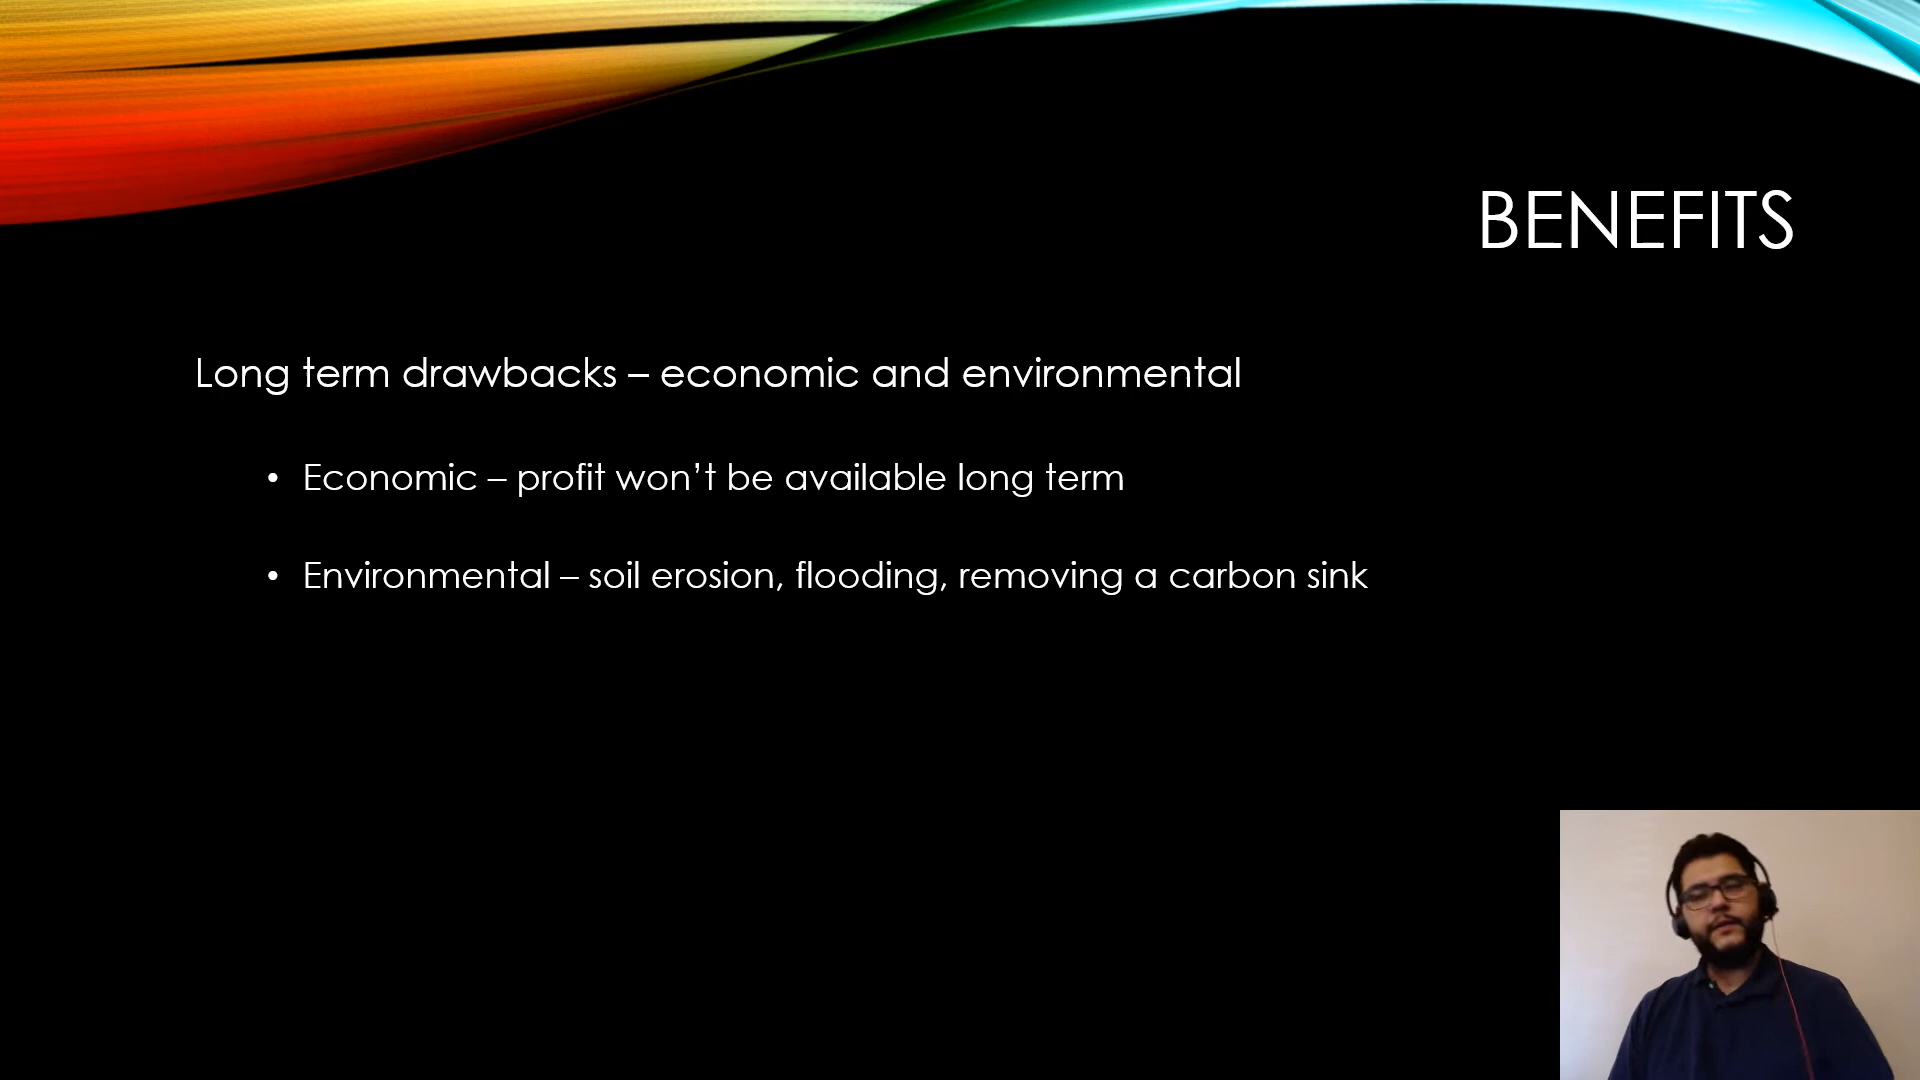 BENEFITS
Long term drawbacks – economic and environmental
• Economic – profit won’t be available long term
• Environmental – soil erosion, flooding, removing a carbon sink